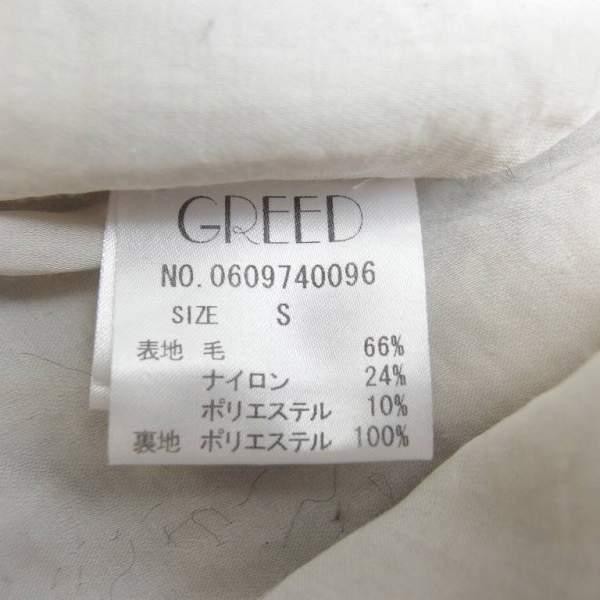 GREED
NO.0609740096
SIZE S
表地 毛 66%
ナイロン 24%
ポリエステル 10%
裏地 ポリエステル 100%